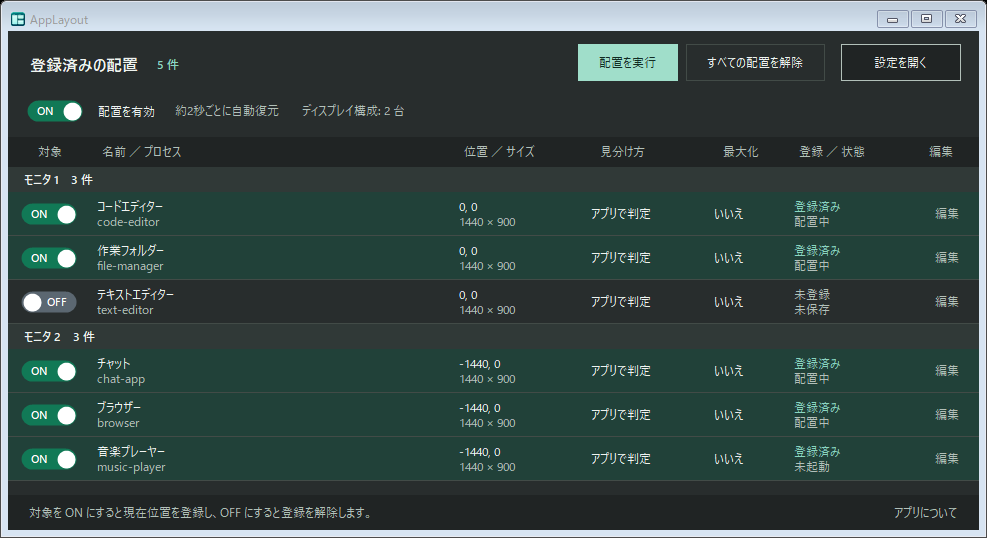 AppLayout
登録済みの配置 5 件
配置を実行 すべての配置を解除 設定を開く
ON 配置を有効 約2秒ごとに自動復元 ディスプレイ構成: 2 台
対象 名前 ／ プロセス 位置 ／ サイズ 見分け方 最大化 登録 ／ 状態 編集
モニタ 1 3 件
ON コードエディター 0, 0 アプリで判定 いいえ 登録済み 編集
code-editor 1440 × 900 配置中
ON 作業フォルダー 0, 0 アプリで判定 いいえ 登録済み 編集
file-manager 1440 × 900 配置中
OFF テキストエディター 0, 0 アプリで判定 いいえ 未登録 編集
text-editor 1440 × 900 未保存
モニタ 2 3 件
ON チャット -1440, 0 アプリで判定 いいえ 登録済み 編集
chat-app 1440 × 900 配置中
ON ブラウザー -1440, 0 アプリで判定 いいえ 登録済み 編集
browser 1440 × 900 配置中
ON 音楽プレーヤー -1440, 0 アプリで判定 いいえ 登録済み 編集
music-player 1440 × 900 未起動
対象を ON にすると現在位置を登録し、OFF にすると登録を解除します。 アプリについて